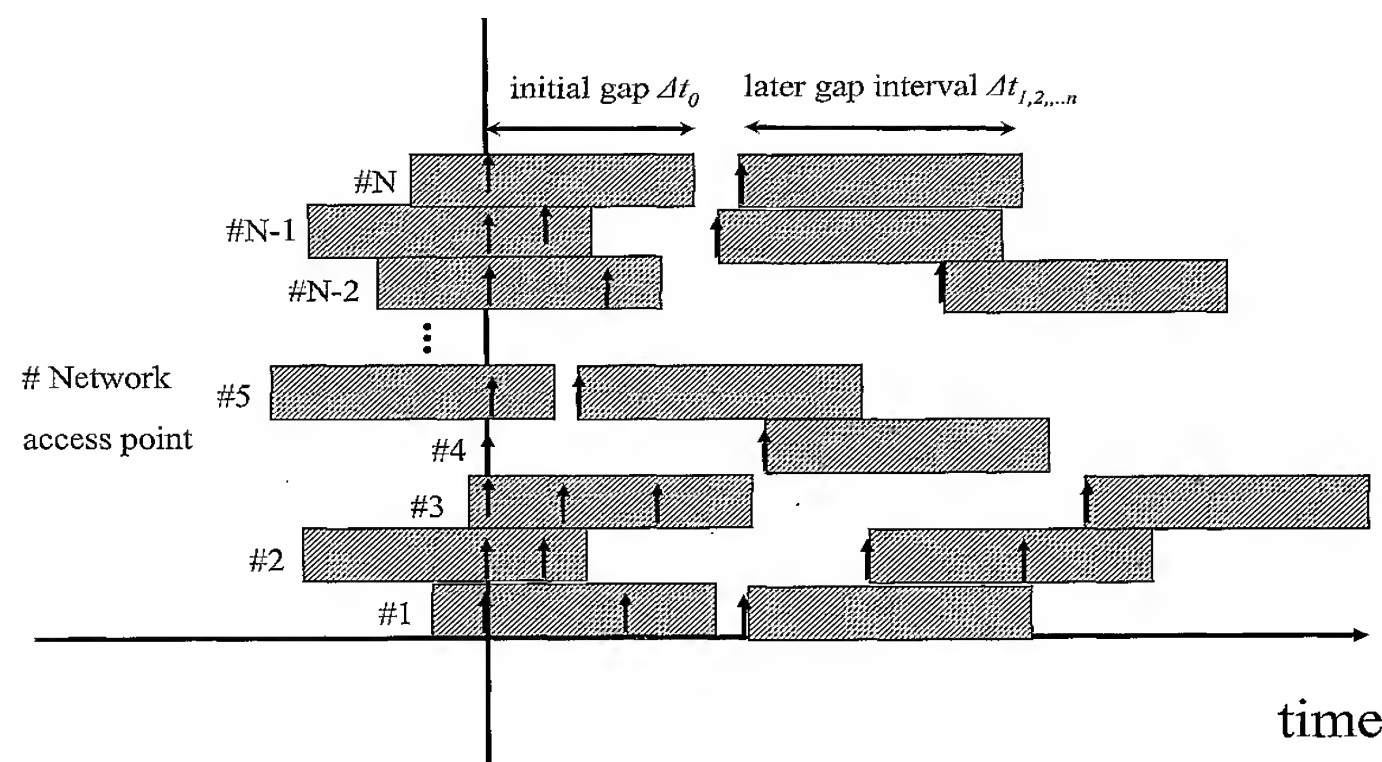 initial gap Δt0 later gap interval Δt1,2,,..n
#N
#N-1
#N-2
# Network
#5
access point
#4
#3
#2
#1
time